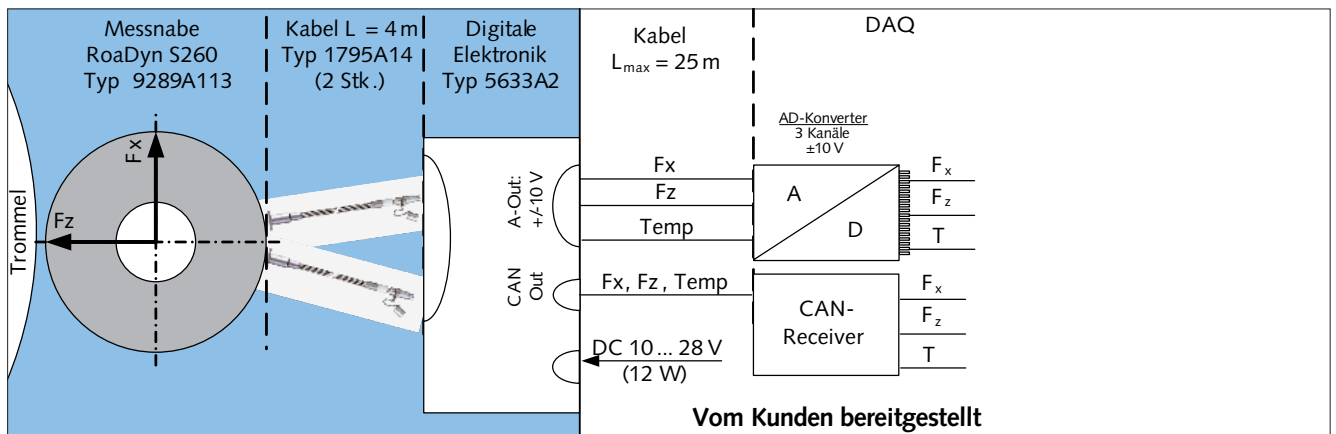 Messnabe
RoaDyn S260
Typ 9289A113
Kabel L = 4 m
Typ 1795A14
(2 Stk.)
Digitale
Elektronik
Typ 5633A2
Kabel
Lmax = 25 m
DAQ
AD-Konverter
3 Kanäle
±10 V
Trommel
Fx
Fz
A-Out:
+/-10 V
CAN
Out
Fx
Fz
Temp
Fx, Fz, Temp
DC 10 ... 28 V
(12 W)
A
D
Fx
Fz
T
CAN-
Receiver
Fx
Fz
T
Vom Kunden bereitgestellt